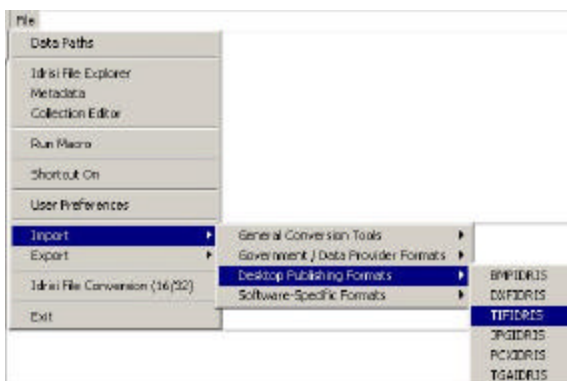 File
Data Paths
Idrisi File Explorer
Metadata
Collection Editor
Run Macro
Shortcut On
User Preferences
Import
Export
Idrisi File Conversion (16/32)
Exit
General Conversion Tools
Government / Data Provider Formats
Desktop Publishing Formats
Software-Specific Formats
BMPIDRIS
DXFIDRIS
TIFIDRIS
JPGIDRIS
PCXIDRIS
TGAIDRIS